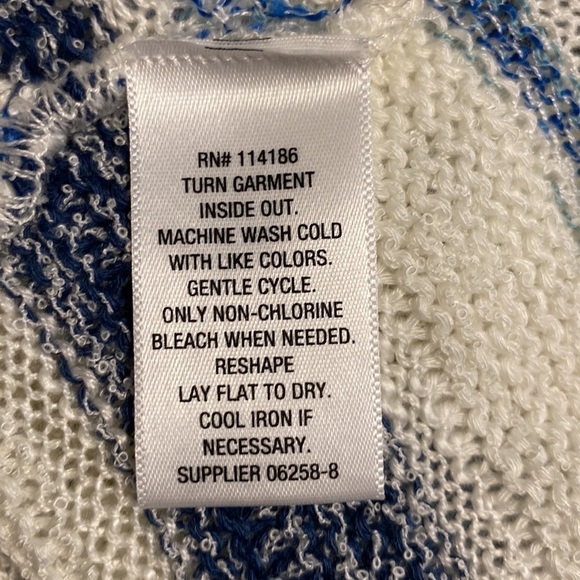 RN# 114186
TURN GARMENT
INSIDE OUT.
MACHINE WASH COLD
WITH LIKE COLORS.
GENTLE CYCLE.
ONLY NON-CHLORINE
BLEACH WHEN NEEDED.
RESHAPE
LAY FLAT TO DRY.
COOL IRON IF
NECESSARY.
SUPPLIER 06258-8